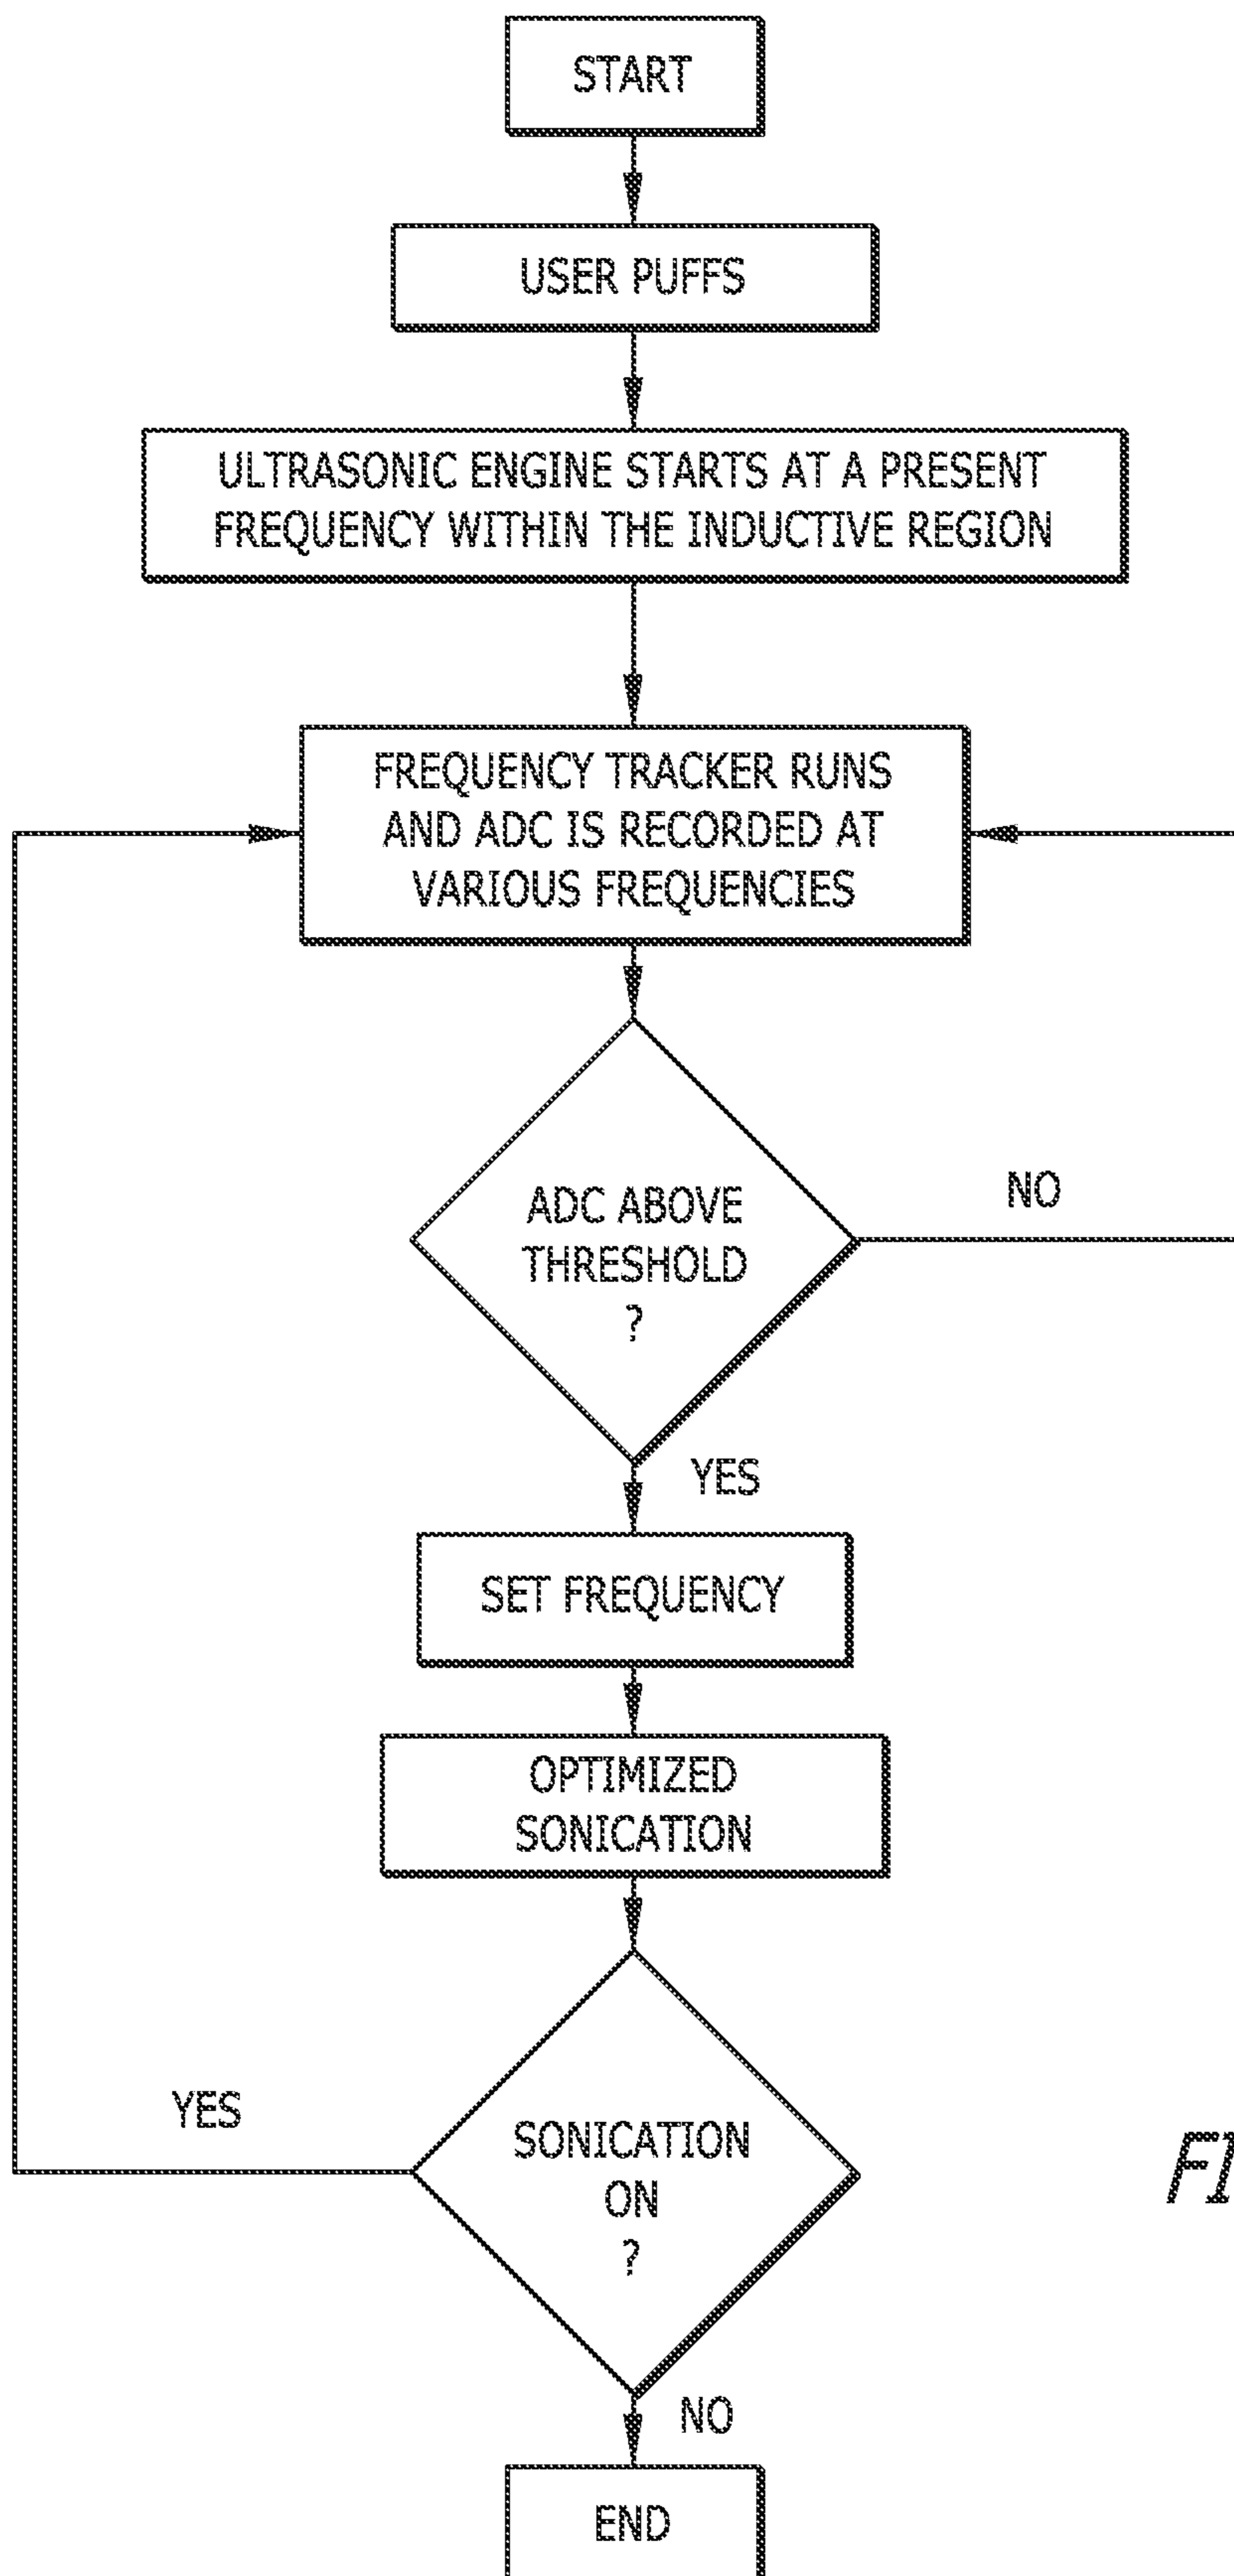 START
USER PUFFS
ULTRASONIC ENGINE STARTS AT A PRESENT
FREQUENCY WITHIN THE INDUCTIVE REGION
FREQUENCY TRACKER RUNS
AND ADC IS RECORDED AT
VARIOUS FREQUENCIES
ADC ABOVE
THRESHOLD
?
NO
YES
SET FREQUENCY
OPTIMIZED
SONICATION
YES
SONICATION
ON
?
FI
NO
END